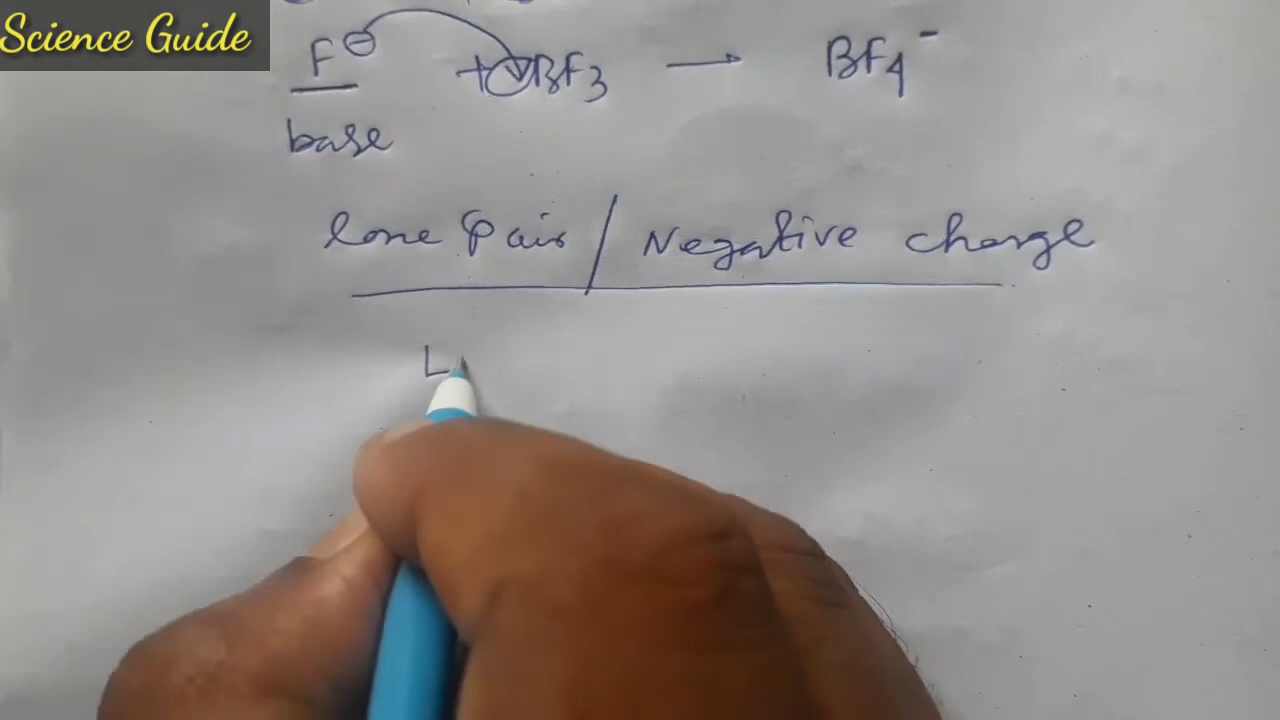 Science Guide
F⊖ + BF3 → BF4⁻
base
lone Pair / Negative charge
L